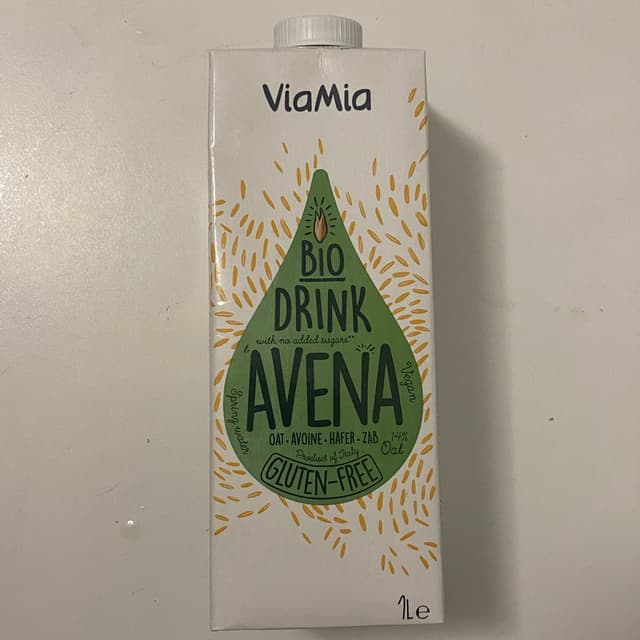 ViaMia
BIO
DRINK
with no added sugars**
"AVENA"
Spring water
Vegan
OAT • AVOINE • HAFER • ZAB
14%
Oat
Product of Italy
GLUTEN-FREE
1L e